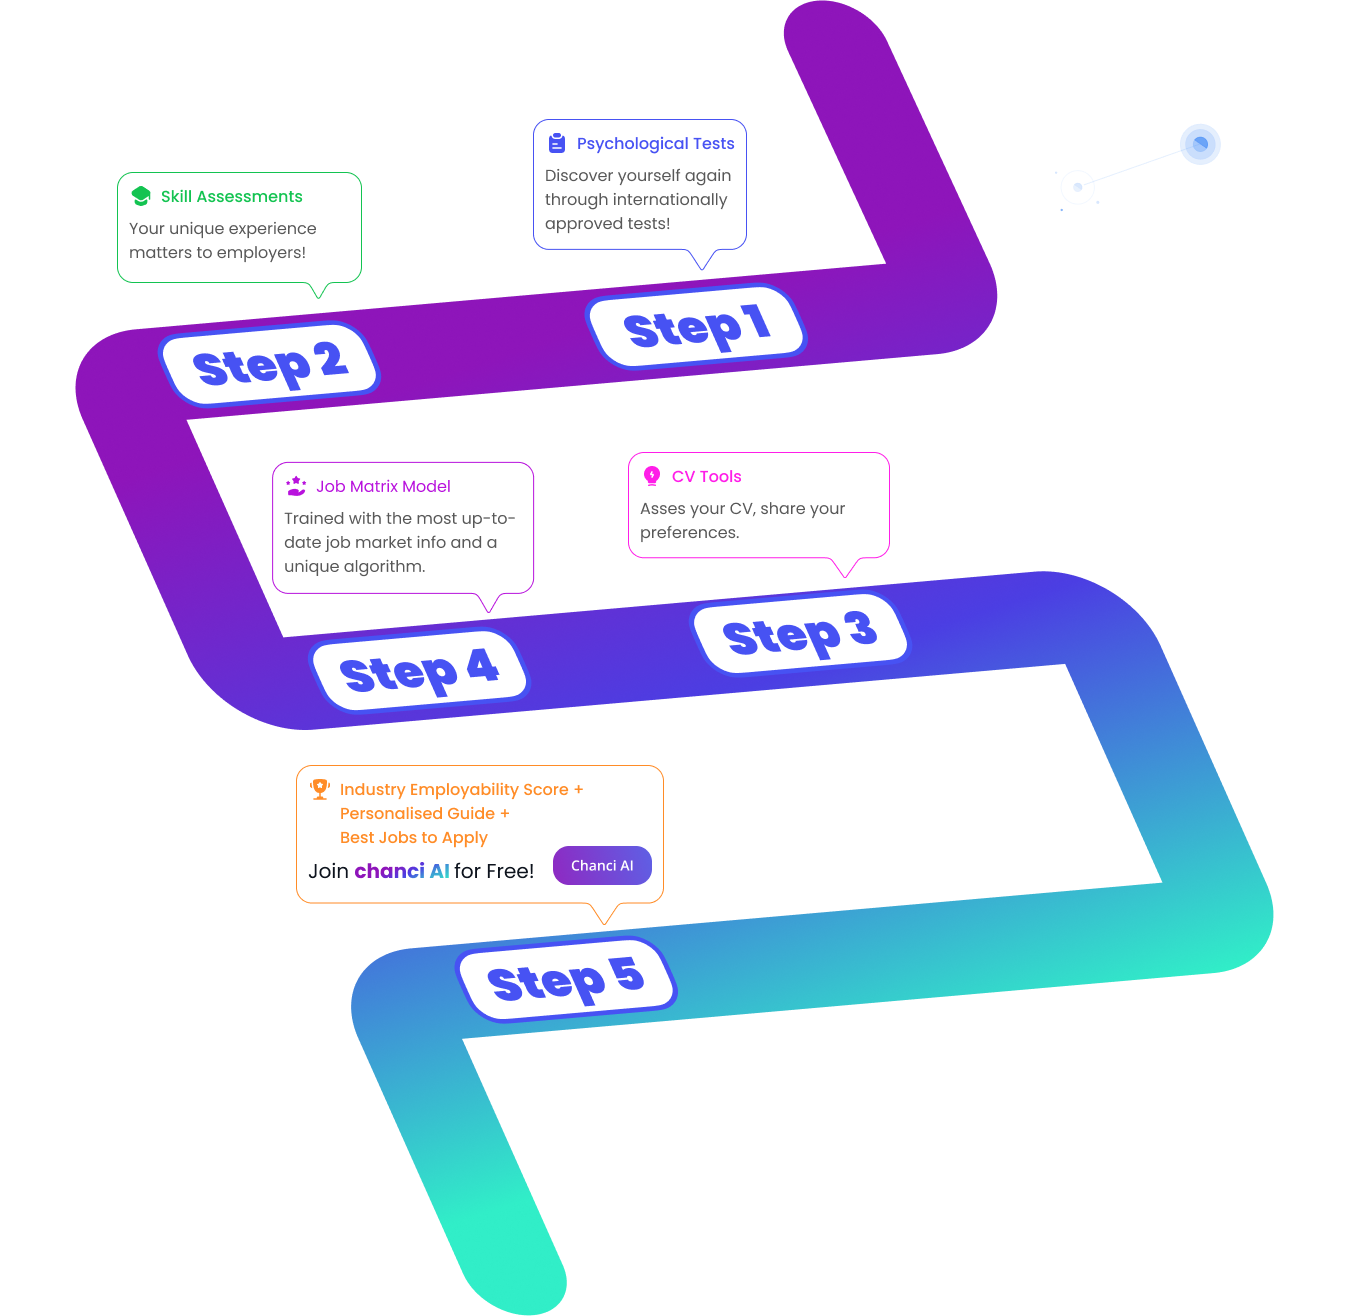 Psychological Tests
Discover yourself again
through internationally
approved tests!
Step 1
Skill Assessments
Your unique experience
matters to employers!
Step 2
CV Tools
Asses your CV, share your
preferences.
Step 3
Job Matrix Model
Trained with the most up-to-
date job market info and a
unique algorithm.
Step 4
Industry Employability Score +
Personalised Guide +
Best Jobs to Apply
Join chanci AI for Free!
Chanci AI
Step 5